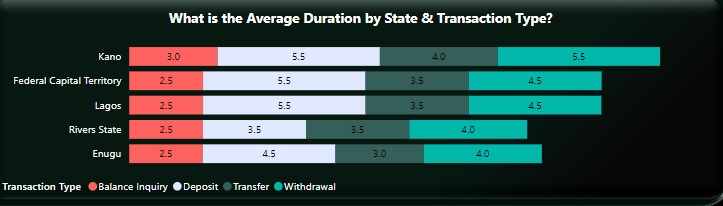 What is the Average Duration by State & Transaction Type?
Kano 3.0 5.5 4.0 5.5
Federal Capital Territory 2.5 5.5 3.5 4.5
Lagos 2.5 5.5 3.5 4.5
Rivers State 2.5 3.5 3.5 4.0
Enugu 2.5 4.5 3.0 4.0
Transaction Type Balance Inquiry Deposit Transfer Withdrawal